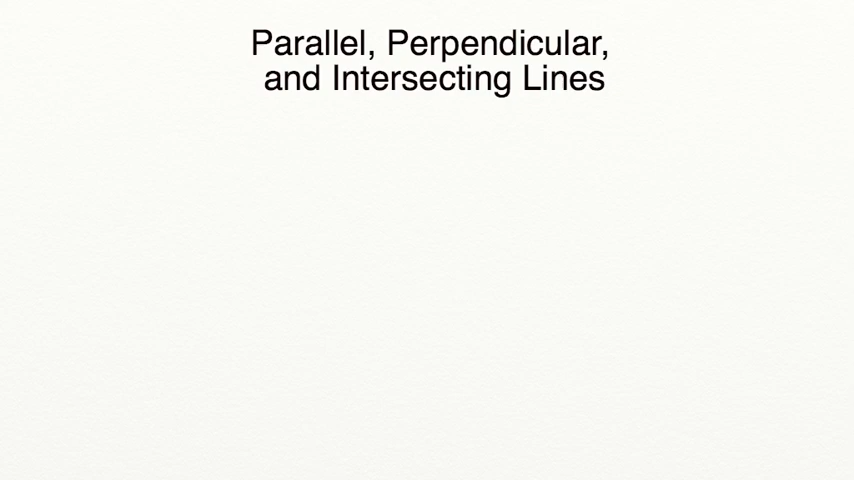 Parallel, Perpendicular,
and Intersecting Lines